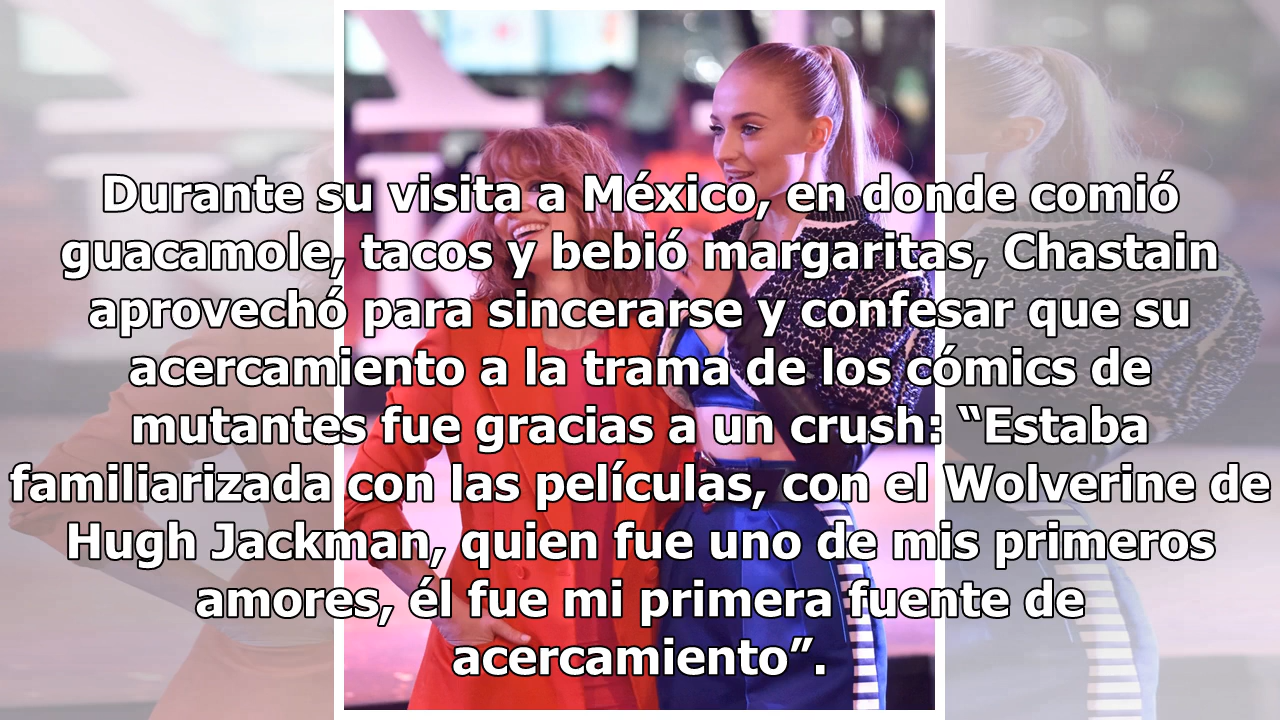 Durante su visita a México, en donde comió
guacamole, tacos y bebió margaritas, Chastain
aprovechó para sincerarse y confesar que su
acercamiento a la trama de los cómics de
mutantes fue gracias a un crush: “Estaba
familiarizada con las películas, con el Wolverine de
Hugh Jackman, quien fue uno de mis primeros
amores, él fue mi primera fuente de
acercamiento”.